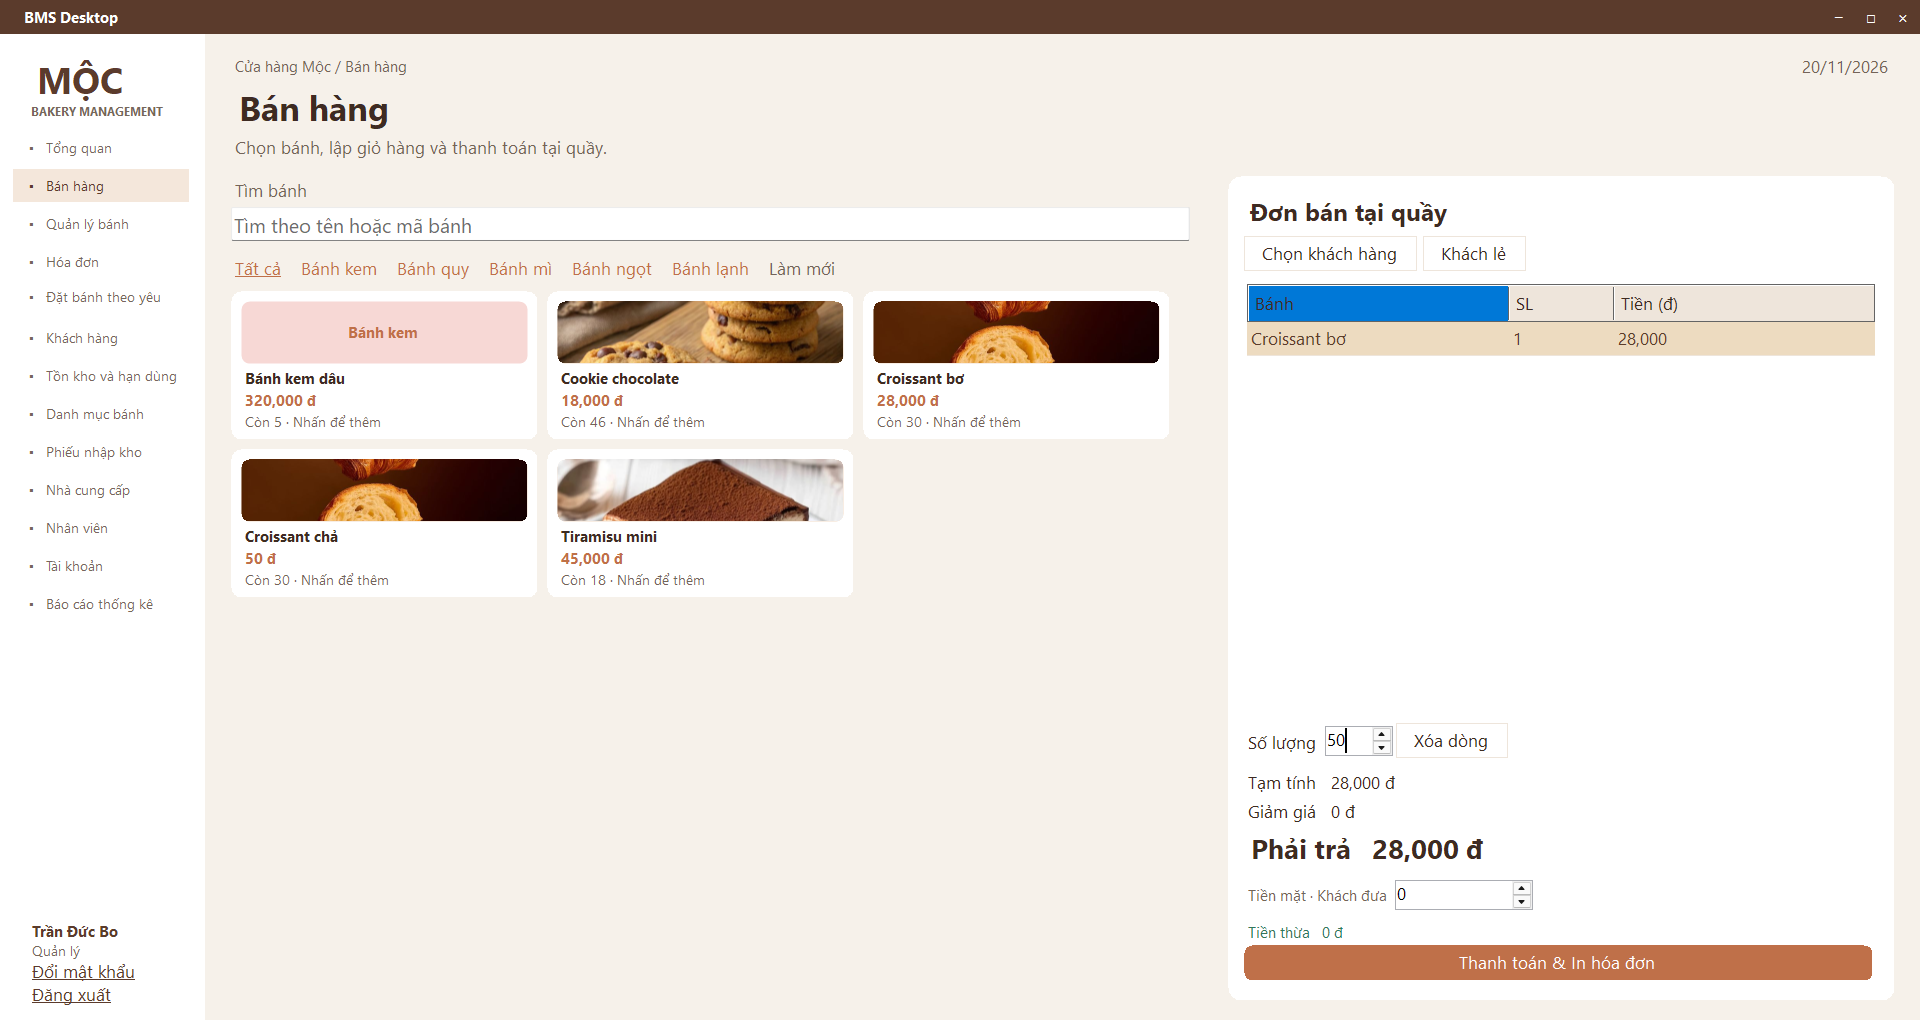 BMS Desktop
MỘC
BAKERY MANAGEMENT
Tổng quan
Bán hàng
Quản lý bánh
Hóa đơn
Đặt bánh theo yêu
Khách hàng
Tồn kho và hạn dùng
Danh mục bánh
Phiếu nhập kho
Nhà cung cấp
Nhân viên
Tài khoản
Báo cáo thống kê
Trần Đức Bo
Quản lý
Đổi mật khẩu
Đăng xuất
Cửa hàng Mộc / Bán hàng
20/11/2026
Bán hàng
Chọn bánh, lập giỏ hàng và thanh toán tại quầy.
Tìm bánh
Tìm theo tên hoặc mã bánh
Tất cả Bánh kem Bánh quy Bánh mì Bánh ngọt Bánh lạnh Làm mới
Bánh kem
Bánh kem dâu
320,000 đ
Còn 5 · Nhấn để thêm
Cookie chocolate
18,000 đ
Còn 46 · Nhấn để thêm
Croissant bơ
28,000 đ
Còn 30 · Nhấn để thêm
Croissant chả
50 đ
Còn 30 · Nhấn để thêm
Tiramisu mini
45,000 đ
Còn 18 · Nhấn để thêm
Đơn bán tại quầy
Chọn khách hàng Khách lẻ
Bánh SL Tiền (đ)
Croissant bơ 1 28,000
Số lượng 50 Xóa dòng
Tạm tính 28,000 đ
Giảm giá 0 đ
Phải trả 28,000 đ
Tiền mặt · Khách đưa 0
Tiền thừa 0 đ
Thanh toán & In hóa đơn